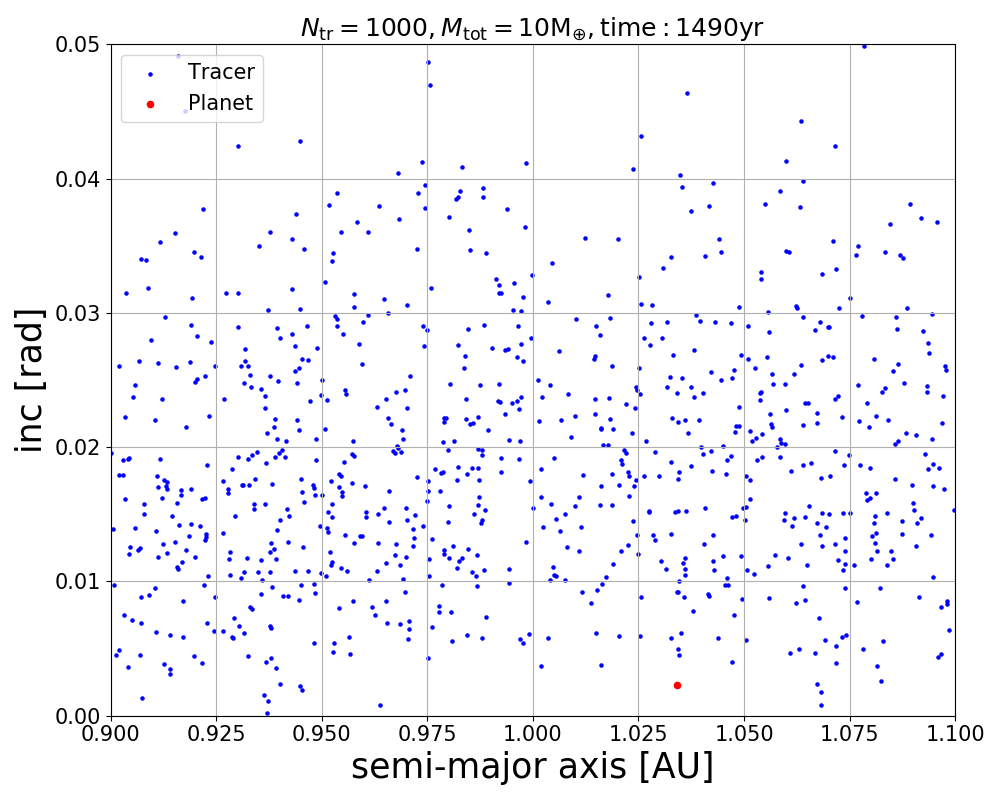 N_tr = 1000, M_tot = 10M_⊕, time : 1490yr
Tracer
Planet
0.05
0.04
0.03
0.02
0.01
0.00
inc [rad]
0.900 0.925 0.950 0.975 1.000 1.025 1.050 1.075 1.100
semi-major axis [AU]